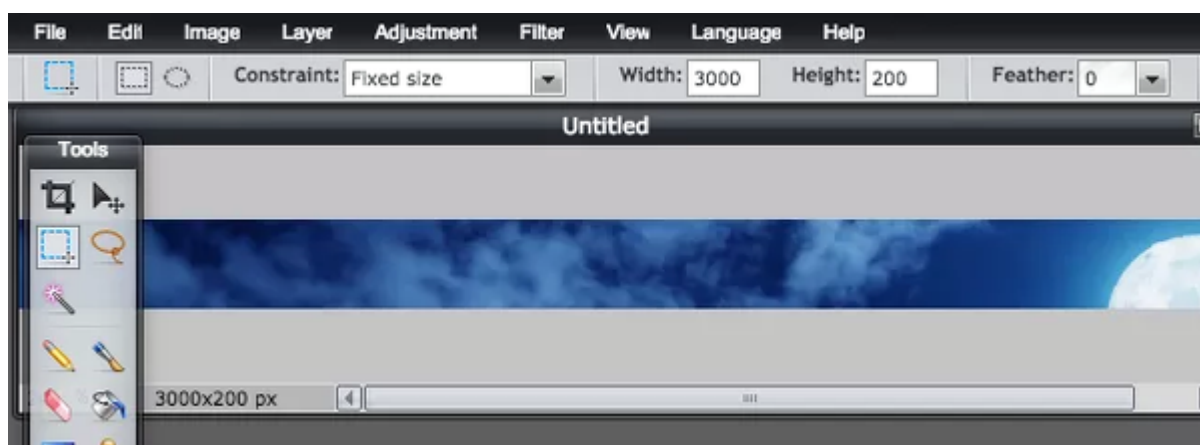 File Edit Image Layer Adjustment Filter View Language Help
Constraint: Fixed size Width: 3000 Height: 200 Feather: 0
Untitled
Tools
3000x200 px